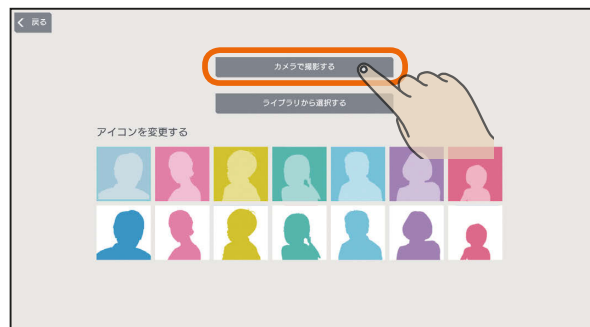 戻る
カメラで撮影する
ライブラリから選択する
アイコンを変更する